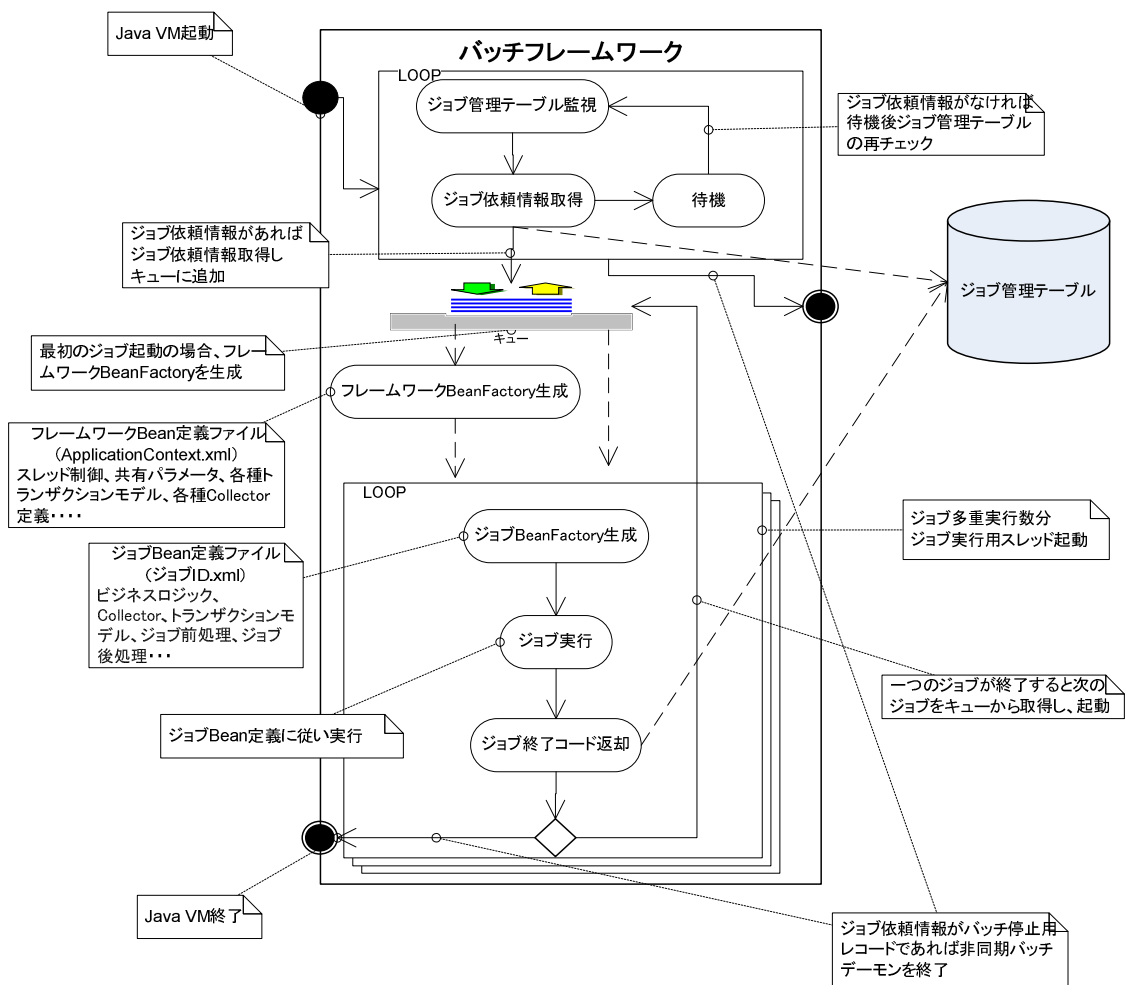 Java VM起動
バッチフレームワーク
LOOP
ジョブ管理テーブル監視
ジョブ依頼情報がなければ
待機後ジョブ管理テーブル
の再チェック
ジョブ依頼情報取得
待機
ジョブ依頼情報があれば
ジョブ依頼情報取得し
キューに追加
ジョブ管理テーブル
キュー
最初のジョブ起動の場合、フレー
ムワークBeanFactoryを生成
フレームワークBeanFactory生成
フレームワークBean定義ファイル
（ApplicationContext.xml）
スレッド制御、共有パラメータ、各種ト
ランザクションモデル、各種Collector
定義・・・・
LOOP
ジョブBeanFactory生成
ジョブ多重実行数分
ジョブ実行用スレッド起動
ジョブBean定義ファイル
（ジョブID.xml）
ビジネスロジック、
Collector、トランザクションモ
デル、ジョブ前処理、ジョブ
後処理・・・
ジョブ実行
一つのジョブが終了すると次の
ジョブをキューから取得し、起動
ジョブBean定義に従い実行
ジョブ終了コード返却
Java VM終了
ジョブ依頼情報がバッチ停止用
レコードであれば非同期バッチ
デーモンを終了